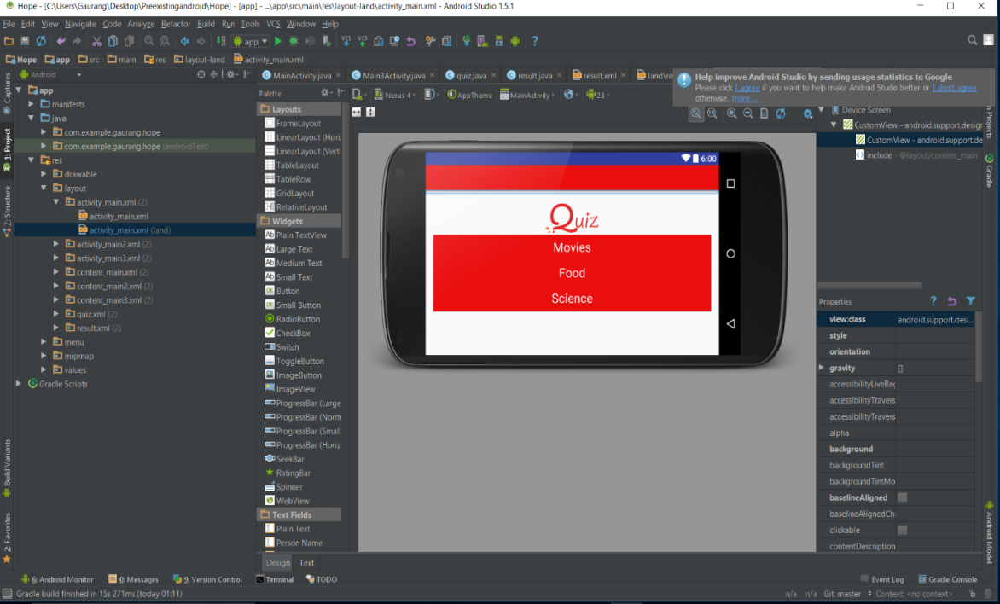 Hope - [C:\Users\Gaurang\Desktop\Preexistingandroid\Hope] - [app] - ...\app\src\main\res\layout-land\activity_main.xml - Android Studio 1.5.1
File Edit View Navigate Code Analyze Refactor Build Run Tools VCS Window Help
app
VCS VCS
Hope app src main res layout-land activity_main.xml
Android
MainActivity.java Main3Activity.java quiz.java result.java result.xml land\re
Help improve Android Studio by sending usage statistics to Google
Please click I agree if you want to help make Android Studio better or I don't agree
otherwise. more...
Captures
1: Project
Z: Structure
Build Variants
2: Favorites
app
manifests
java
com.example.gaurang.hope
com.example.gaurang.hope (androidTest)
res
drawable
layout
activity_main.xml (2)
activity_main.xml
activity_main.xml (land)
activity_main2.xml (2)
activity_main3.xml (2)
content_main.xml (2)
content_main2.xml (2)
content_main3.xml (2)
quiz.xml (2)
result.xml (2)
menu
mipmap
values
Gradle Scripts
Palette
Layouts
FrameLayout
LinearLayout (Hori:
LinearLayout (Verti
TableLayout
TableRow
GridLayout
RelativeLayout
Widgets
Plain TextView
Large Text
Medium Text
Small Text
Button
Small Button
RadioButton
CheckBox
Switch
ToggleButton
ImageButton
ImageView
ProgressBar (Large
ProgressBar (Norm
ProgressBar (Small
ProgressBar (Horiz
SeekBar
RatingBar
Spinner
WebView
Text Fields
Plain Text
Person Name
Nexus 4 AppTheme MainActivity 23
6:00
Quiz
Movies
Food
Science
Device Screen
CustomView - android.support.design
CustomView - android.support.de
include - @layout/content_main
Properties
view:class android.support.desi...
style
orientation
gravity []
accessibilityLiveReg
accessibilityTravers
accessibilityTravers
alpha
background
backgroundTint
backgroundTintMo
baselineAligned
baselineAlignedChi
clickable
contentDescription
n Projects
Gradle
Android Model
Design Text
6: Android Monitor 0: Messages 9: Version Control Terminal TODO Event Log Gradle Console
Gradle build finished in 15s 271ms (today 01:11) n/a n/a Git: master Context: <no context>